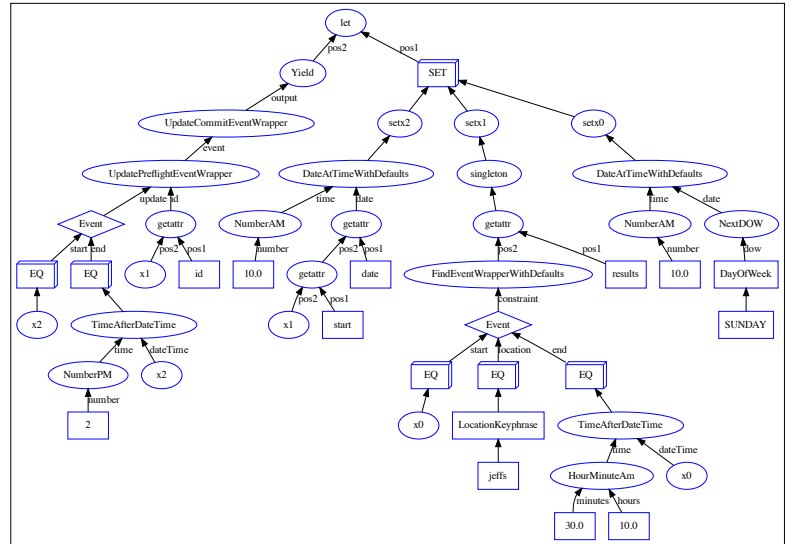 let
pos2 pos1
Yield SET
output
UpdateCommitEventWrapper setx2 setx1 setx0
event
UpdatePreflightEventWrapper DateAtTimeWithDefaults singleton DateAtTimeWithDefaults
update id time date time date
Event getattr NumberAM getattr getattr NumberAM NextDOW
start end pos2 pos1 number pos2 pos1 pos2 pos1 number dow
EQ EQ x1 id 10.0 getattr date FindEventWrapperWithDefaults results 10.0 DayOfWeek
pos2 pos1 constraint
x2 TimeAfterDateTime x1 start Event SUNDAY
time dateTime start location end
NumberPM x2 EQ EQ EQ
number
2 x0 LocationKeyphrase TimeAfterDateTime
time dateTime
jeffs HourMinuteAm x0
minutes hours
30.0 10.0